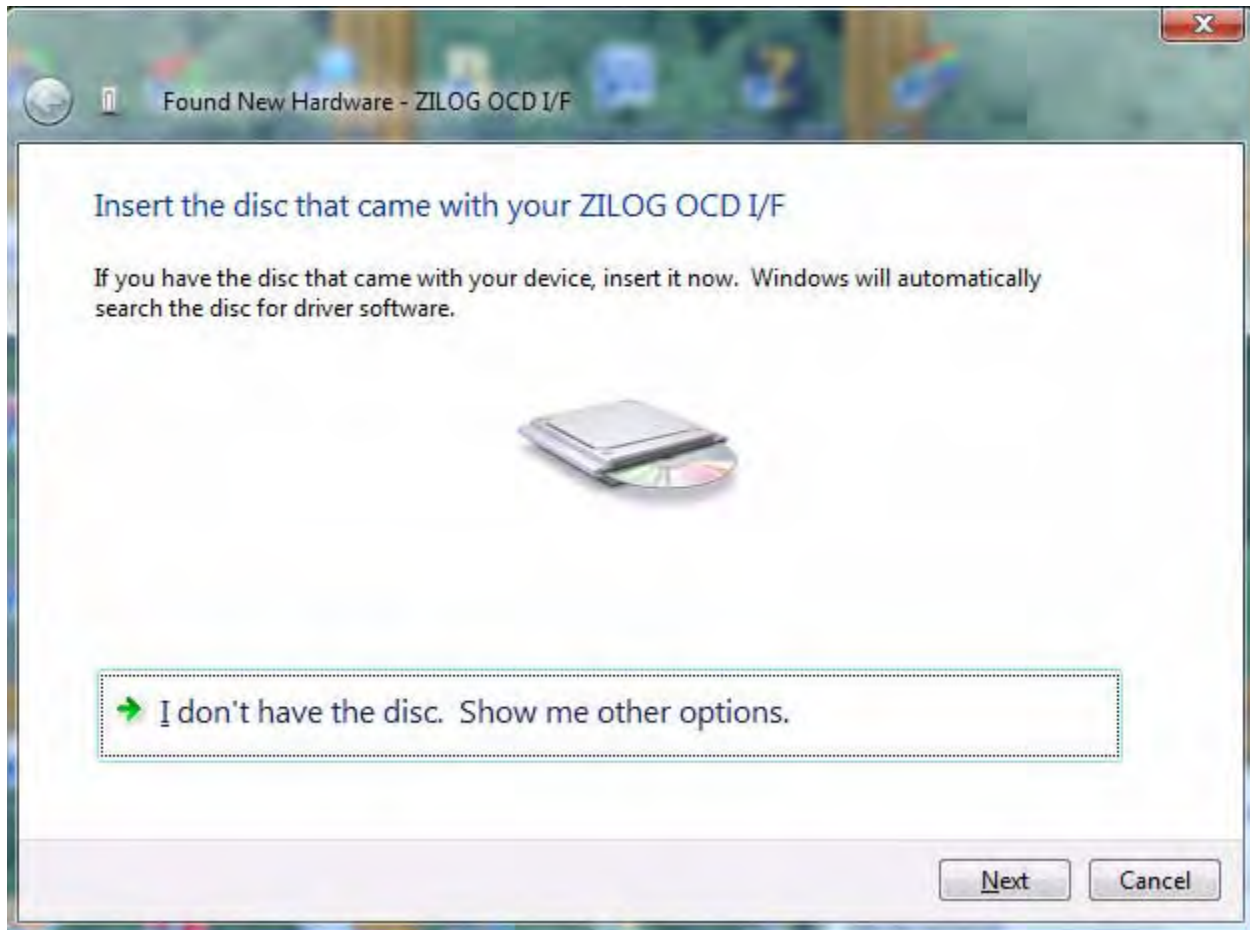 Found New Hardware - ZILOG OCD I/F
Insert the disc that came with your ZILOG OCD I/F
If you have the disc that came with your device, insert it now.  Windows will automatically
search the disc for driver software.
I don't have the disc.  Show me other options.
Next
Cancel